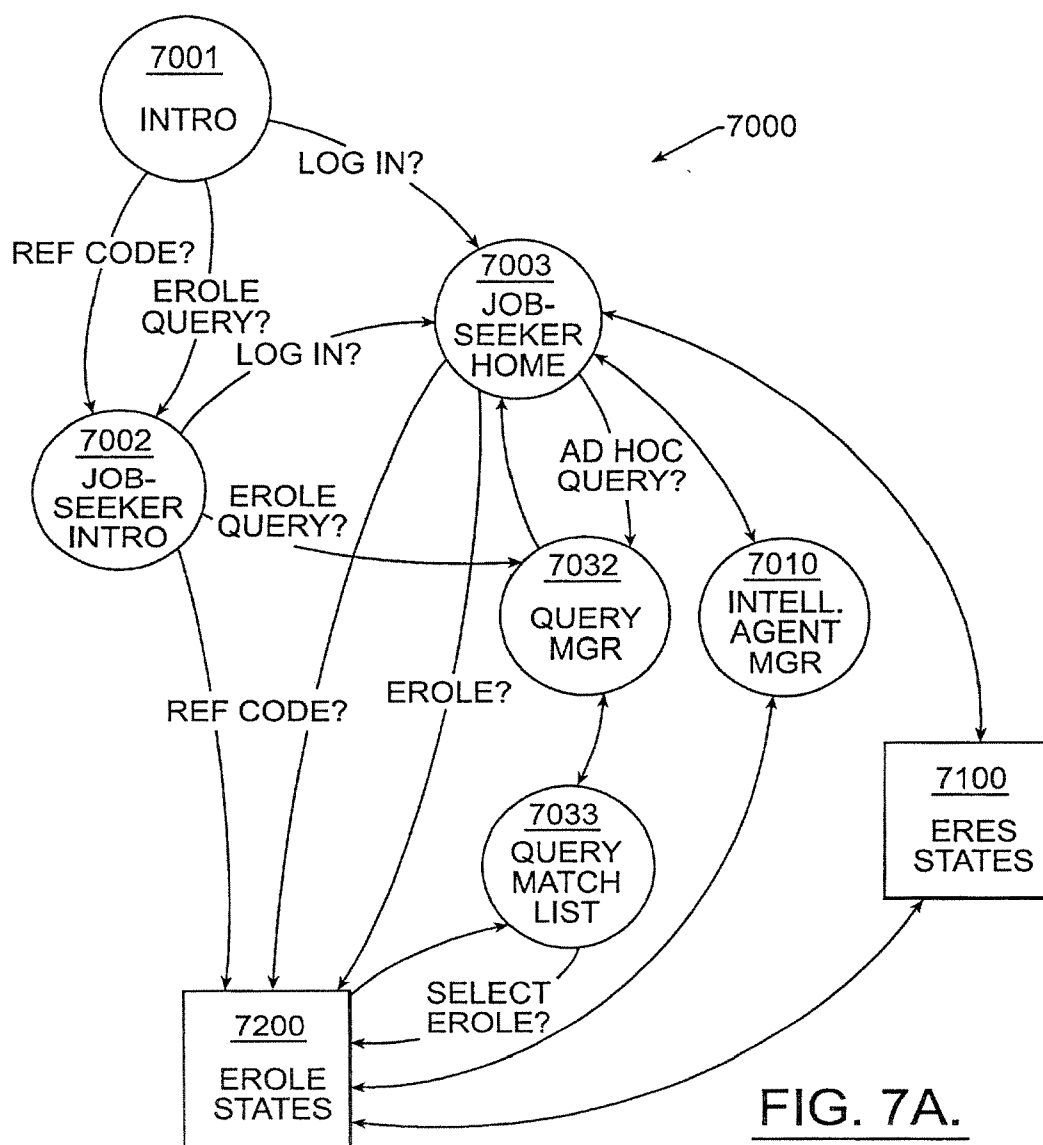 7001
INTRO
7000
LOG IN?
REF CODE?
EROLE
QUERY?
7003
JOB-
SEEKER
HOME
LOG IN?
7002
JOB-
SEEKER
INTRO
AD HOC
QUERY?
EROLE
QUERY?
7032
QUERY
MGR
7010
INTELL.
AGENT
MGR
EROLE?
REF CODE?
7100
ERES
STATES
7033
QUERY
MATCH
LIST
SELECT
EROLE?
7200
EROLE
STATES
FIG. 7A.